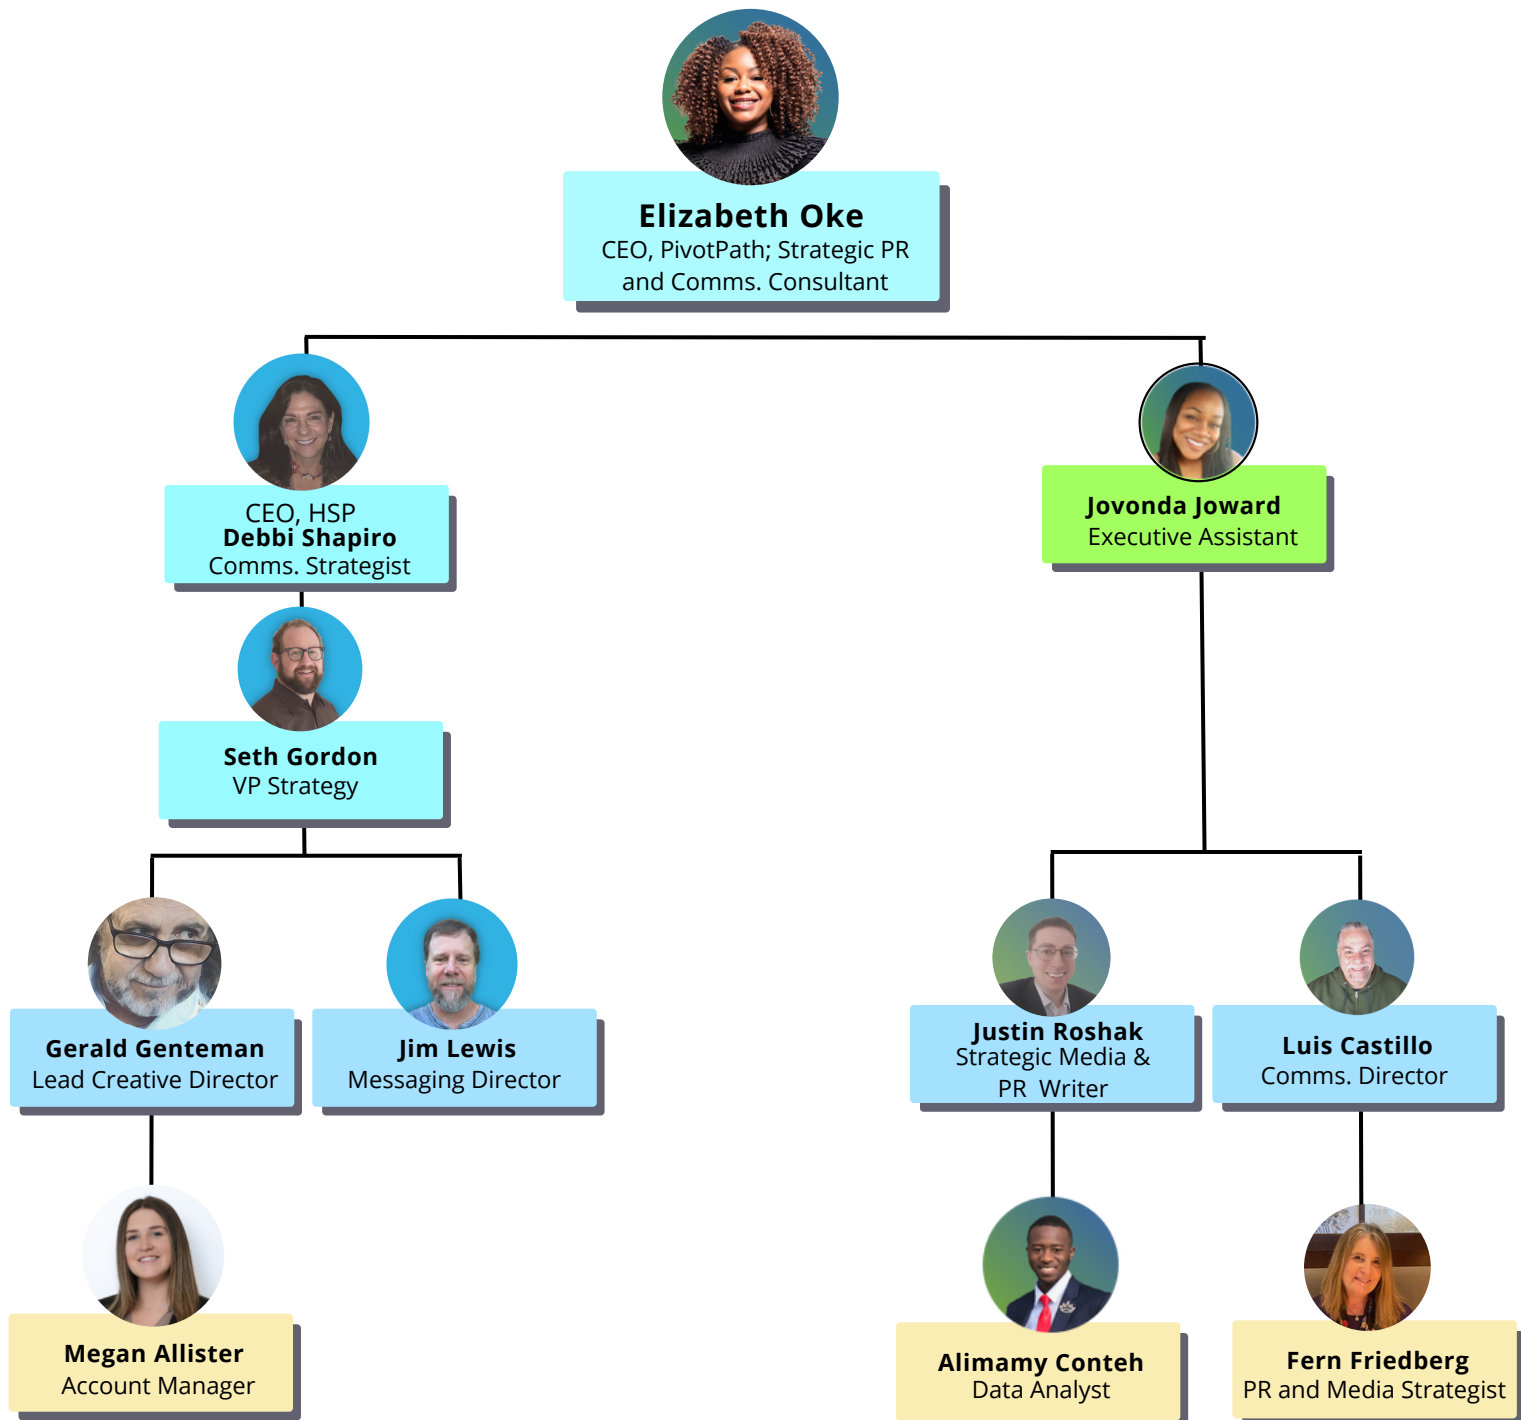 Elizabeth Oke
CEO, PivotPath; Strategic PR
and Comms. Consultant
CEO, HSP
Debbi Shapiro
Comms. Strategist
Jovonda Joward
Executive Assistant
Seth Gordon
VP Strategy
Gerald Genteman
Lead Creative Director
Jim Lewis
Messaging Director
Justin Roshak
Strategic Media &
PR Writer
Luis Castillo
Comms. Director
Megan Allister
Account Manager
Alimamy Conteh
Data Analyst
Fern Friedberg
PR and Media Strategist